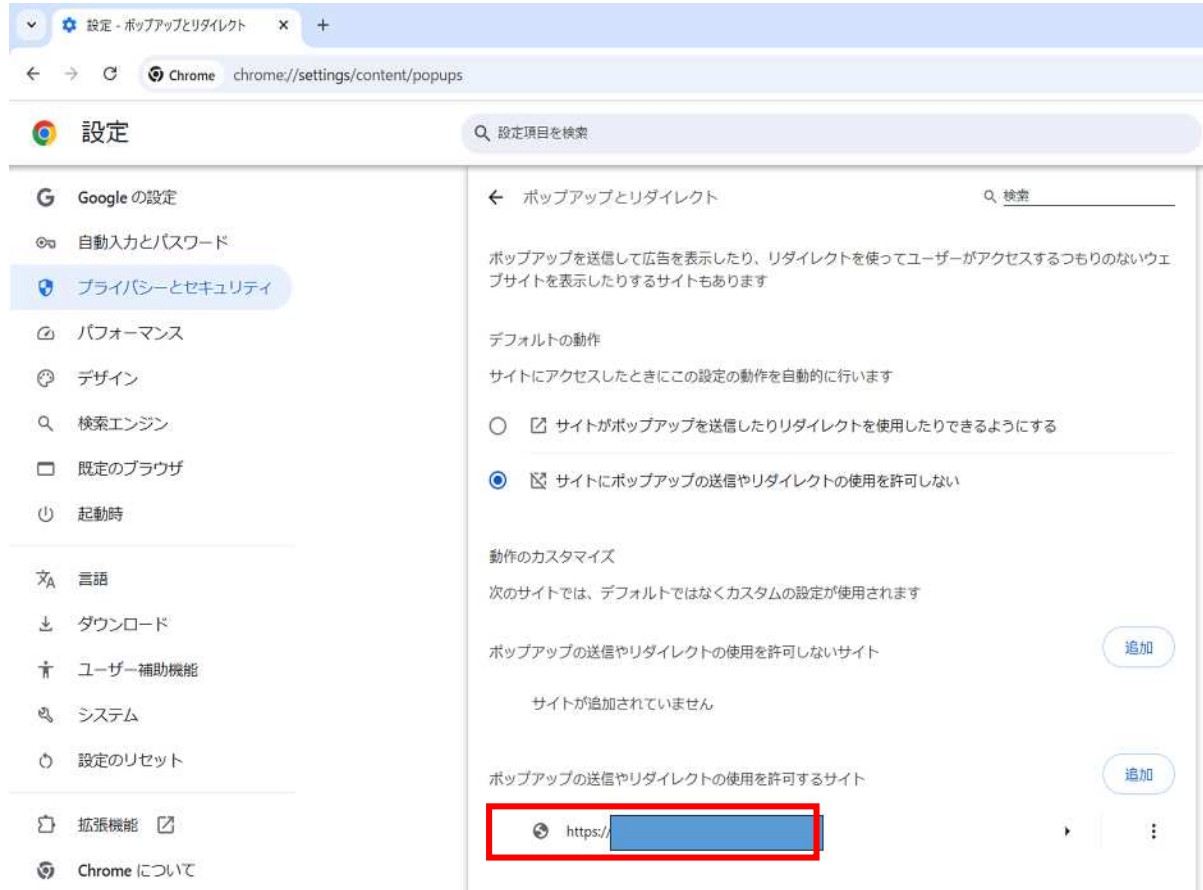 設定 - ポップアップとリダイレクト
Chrome
chrome://settings/content/popups
設定
設定項目を検索
Google の設定
自動入力とパスワード
プライバシーとセキュリティ
パフォーマンス
デザイン
検索エンジン
既定のブラウザ
起動時
言語
ダウンロード
ユーザー補助機能
システム
設定のリセット
拡張機能
Chrome について
ポップアップとリダイレクト
検索
ポップアップを送信して広告を表示したり、リダイレクトを使ってユーザーがアクセスするつもりのないウェ
ブサイトを表示したりするサイトもあります
デフォルトの動作
サイトにアクセスしたときにこの設定の動作を自動的に行います
サイトがポップアップを送信したりリダイレクトを使用したりできるようにする
サイトにポップアップの送信やリダイレクトの使用を許可しない
動作のカスタマイズ
次のサイトでは、デフォルトではなくカスタムの設定が使用されます
ポップアップの送信やリダイレクトの使用を許可しないサイト
追加
サイトが追加されていません
ポップアップの送信やリダイレクトの使用を許可するサイト
追加
https://